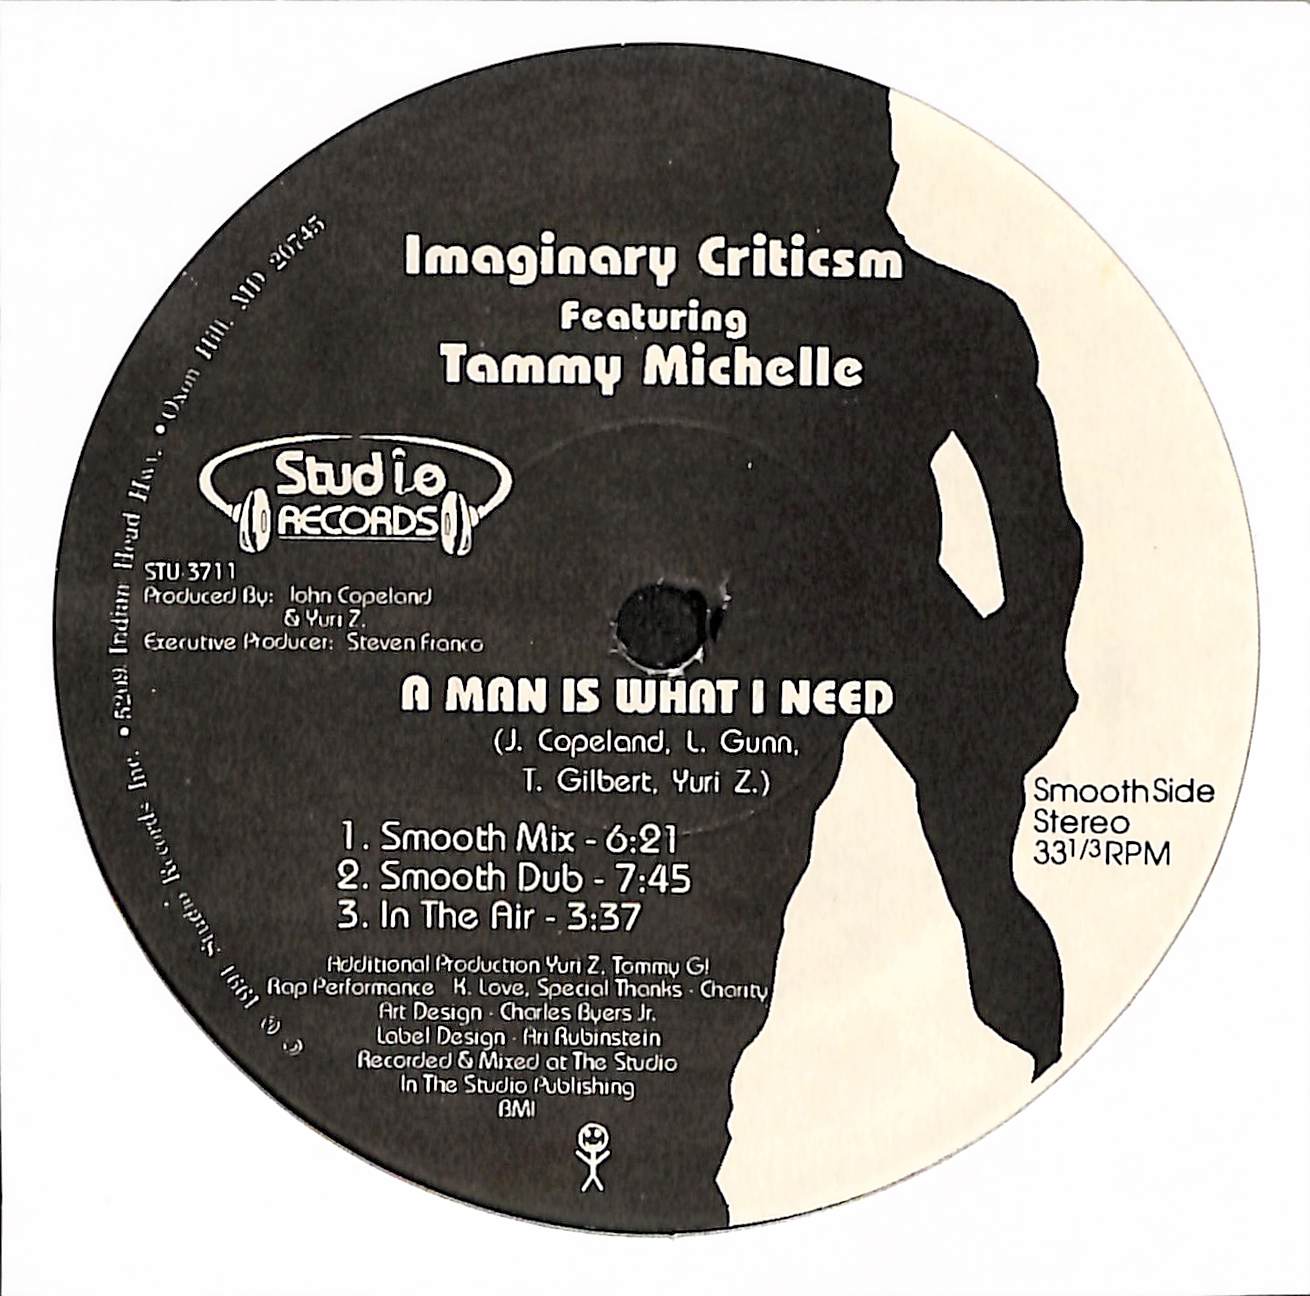 Imaginary Criticsm
Featuring
Tammy Michelle
Studio
RECORDS
STU-3711
Produced By: John Copeland
& Yuri Z.
Executive Producer: Steven Franco
A MAN IS WHAT I NEED
(J. Copeland, L. Gunn,
T. Gilbert, Yuri Z.)
1. Smooth Mix - 6:21
2. Smooth Dub - 7:45
3. In The Air - 3:37
Smooth Side
Stereo
33 1/3 RPM
Additional Production Yuri Z, Tommy G!
Rap Performance K. Love, Special Thanks - Charity
Art Design - Charles Byers Jr.
Label Design - Ari Rubinstein
Recorded & Mixed at The Studio
In The Studio Publishing
BMI
© ℗ 1991 Studio Records Inc. • 5209 Indian Head Hwy. • Oxon Hill, MD 20745